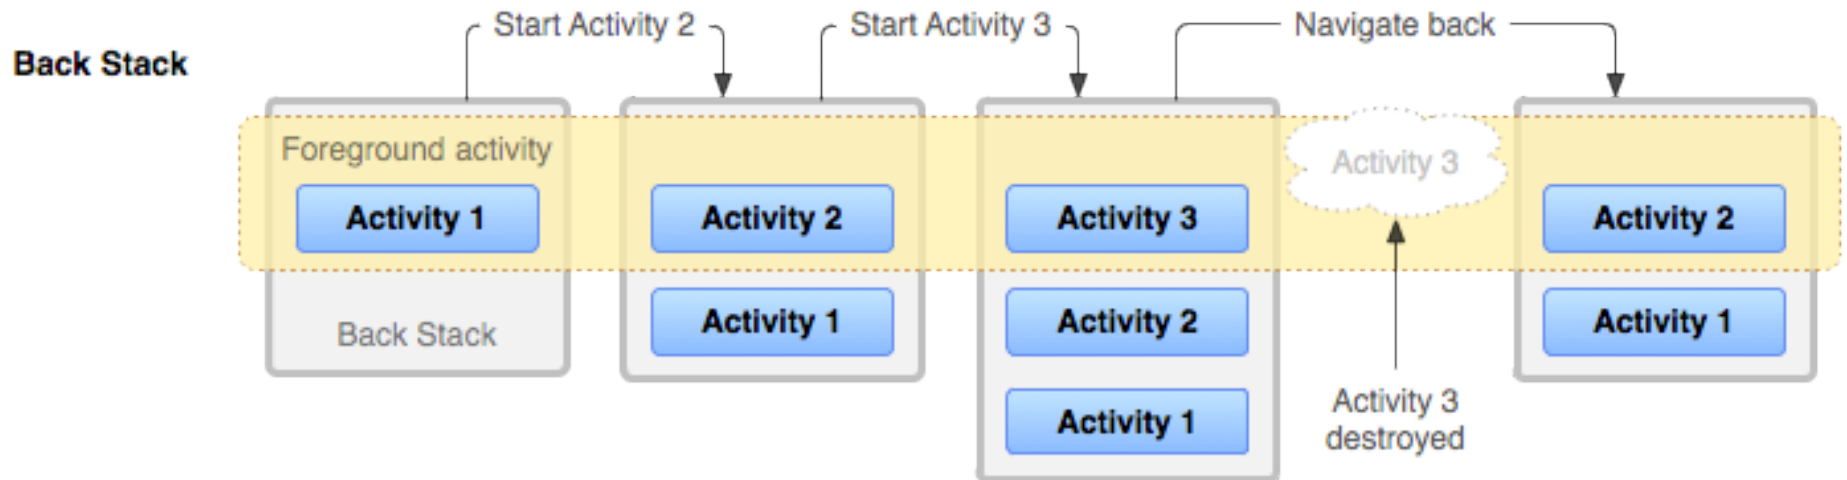 Back Stack
Start Activity 2
Start Activity 3
Navigate back
Foreground activity
Activity 1
Back Stack
Activity 2
Activity 1
Activity 3
Activity 2
Activity 1
Activity 3
Activity 3
destroyed
Activity 2
Activity 1